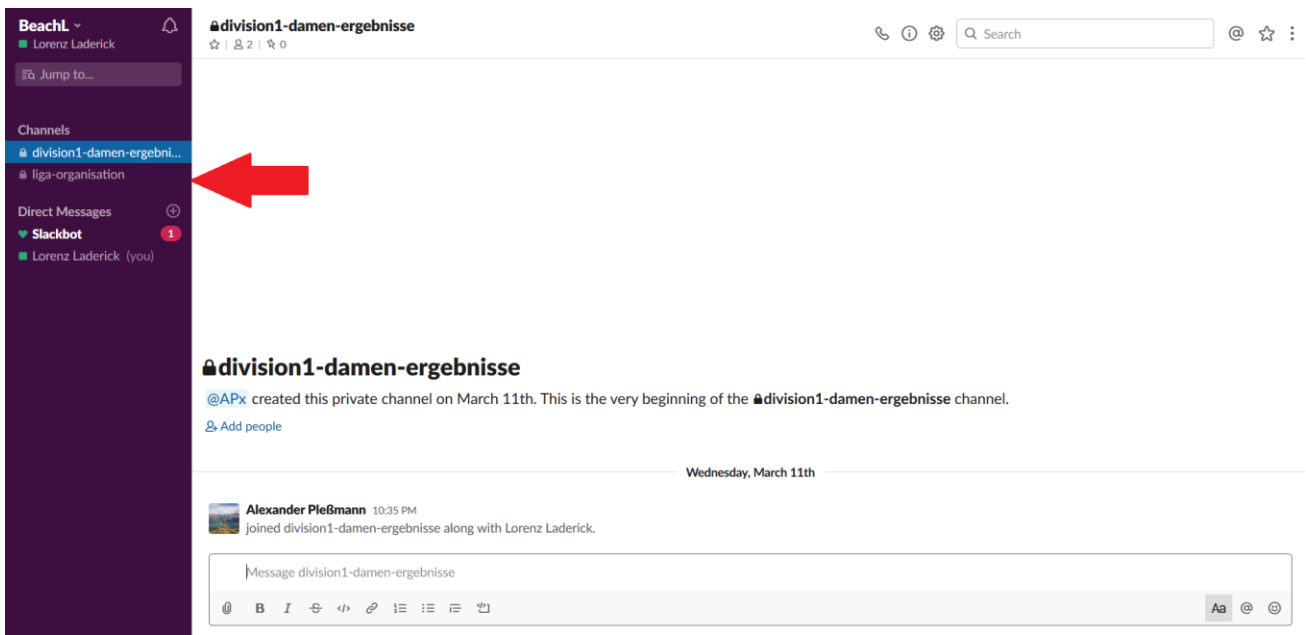 BeachL
Lorenz Laderick
Jump to...
Channels
division1-damen-ergebni...
liga-organisation
Direct Messages
Slackbot 1
Lorenz Laderick (you)
division1-damen-ergebnisse
2 | 0
Search
division1-damen-ergebnisse
@APx created this private channel on March 11th. This is the very beginning of the division1-damen-ergebnisse channel.
Add people
Wednesday, March 11th
Alexander Pleßmann 10:35 PM
joined division1-damen-ergebnisse along with Lorenz Laderick.
Message division1-damen-ergebnisse
B I S </> Aa @